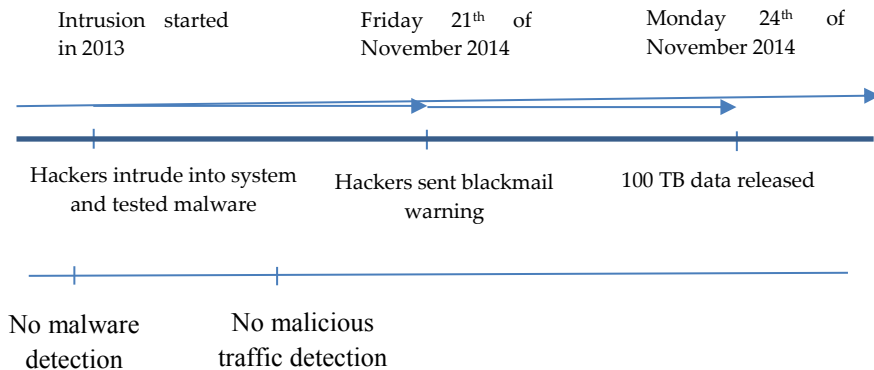 Intrusion started
in 2013
Friday 21th of
November 2014
Monday 24th of
November 2014
Hackers intrude into system
and tested malware
Hackers sent blackmail
warning
100 TB data released
No malware
detection
No malicious
traffic detection